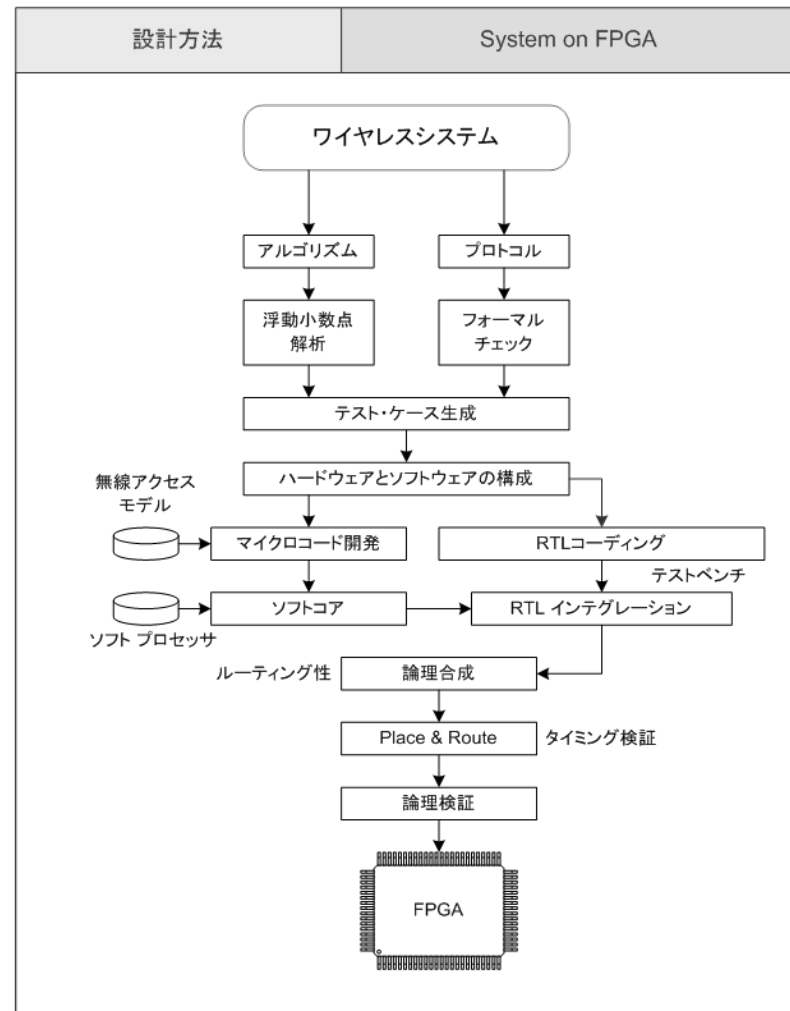 設計方法
System on FPGA
ワイヤレスシステム
アルゴリズム
プロトコル
浮動小数点
解析
フォーマル
チェック
テスト・ケース生成
ハードウェアとソフトウェアの構成
無線アクセス
モデル
マイクロコード開発
RTLコーディング
テストベンチ
ソフトコア
RTL インテグレーション
ソフト プロセッサ
ルーティング性
論理合成
Place & Route
タイミング検証
論理検証
FPGA